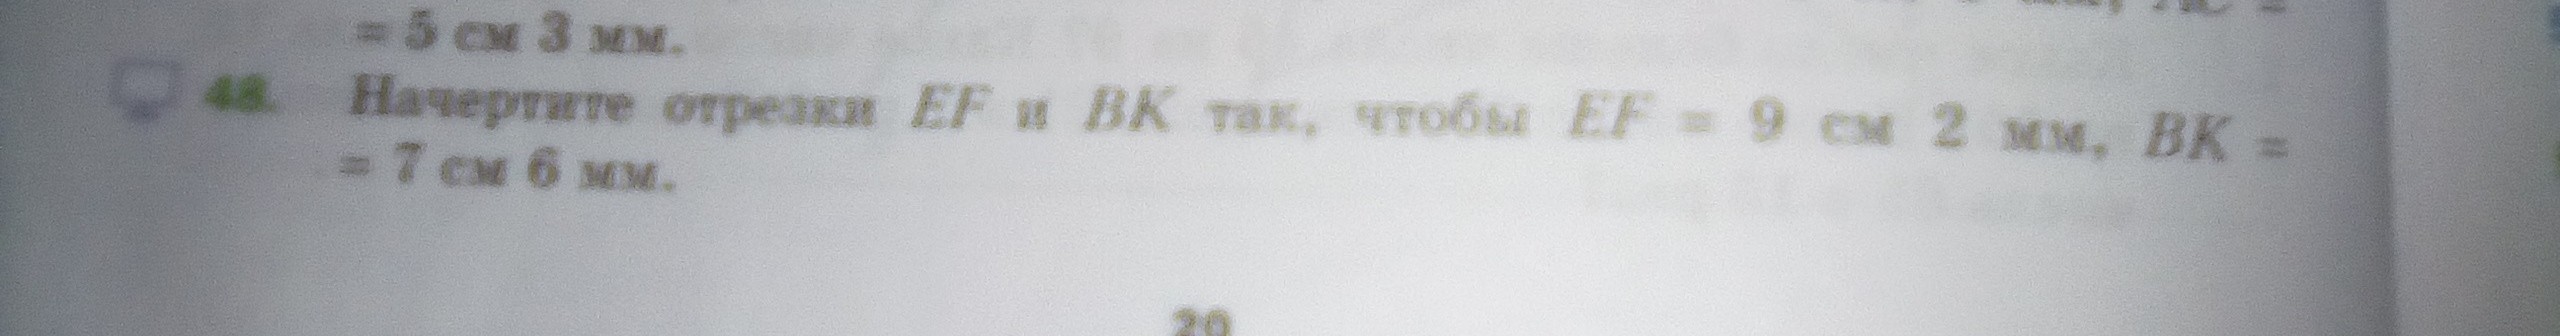 = 5 см 3 мм.
48. Начертите отрезки EF и BK так, чтобы EF = 9 см 2 мм, BK =
= 7 см 6 мм.
20